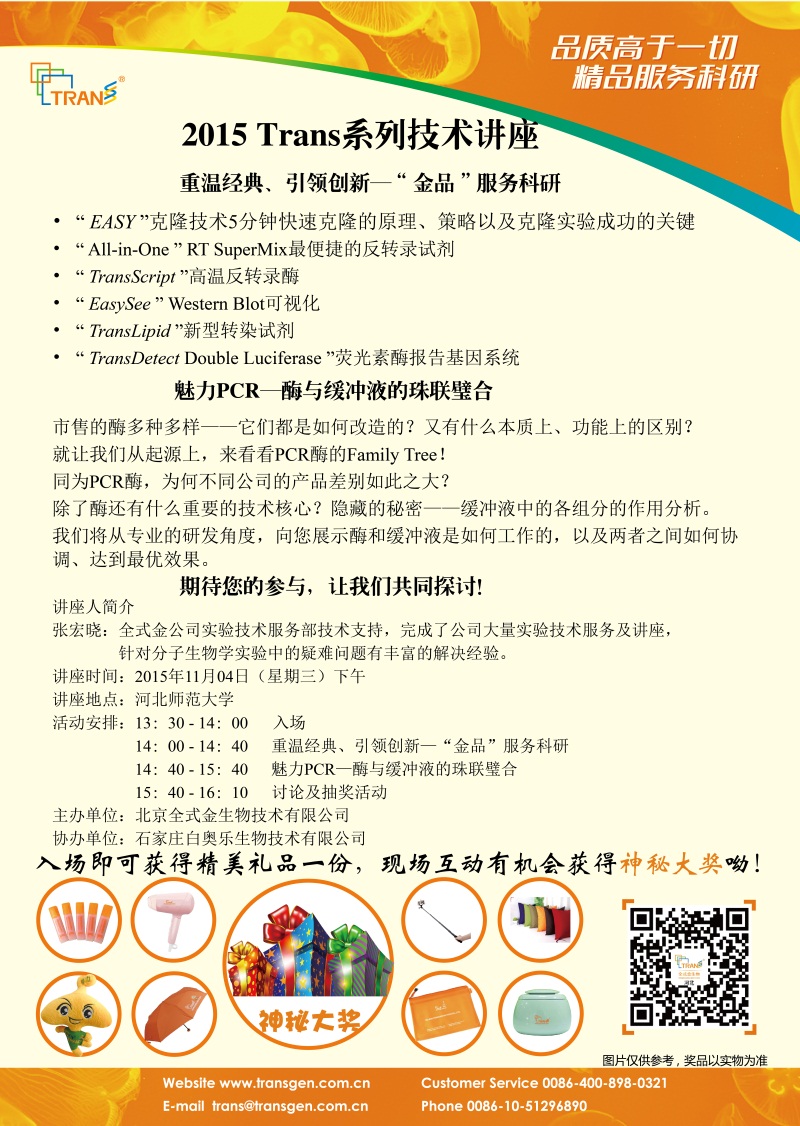 品质高于一切
精品服务科研
TRANS®
2015 Trans系列技术讲座
重温经典、引领创新—“ 金品 ”服务科研
• “ EASY ”克隆技术5分钟快速克隆的原理、策略以及克隆实验成功的关键
• “ All-in-One ” RT SuperMix最便捷的反转录试剂
• “ TransScript ”高温反转录酶
• “ EasySee ” Western Blot可视化
• “ TransLipid ”新型转染试剂
• “ TransDetect Double Luciferase ”荧光素酶报告基因系统
魅力PCR—酶与缓冲液的珠联璧合
市售的酶多种多样——它们都是如何改造的？又有什么本质上、功能上的区别？
就让我们从起源上，来看看PCR酶的Family Tree！
同为PCR酶，为何不同公司的产品差别如此之大？
除了酶还有什么重要的技术核心？隐藏的秘密——缓冲液中的各组分的作用分析。
我们将从专业的研发角度，向您展示酶和缓冲液是如何工作的，以及两者之间如何协
调、达到最优效果。
期待您的参与，让我们共同探讨!
讲座人简介
张宏晓：全式金公司实验技术服务部技术支持，完成了公司大量实验技术服务及讲座，
针对分子生物学实验中的疑难问题有丰富的解决经验。
讲座时间：2015年11月04日（星期三）下午
讲座地点：河北师范大学
活动安排：13：30 - 14：00 入场
14：00 - 14：40 重温经典、引领创新—“金品”服务科研
14：40 - 15：40 魅力PCR—酶与缓冲液的珠联璧合
15：40 - 16：10 讨论及抽奖活动
主办单位：北京全式金生物技术有限公司
协办单位：石家庄白奥乐生物技术有限公司
入场即可获得精美礼品一份，现场互动有机会获得神秘大奖呦！
神秘大奖
TRANS
图片仅供参考，奖品以实物为准
Website www.transgen.com.cn Customer Service 0086-400-898-0321
E-mail trans@transgen.com.cn Phone 0086-10-51296890